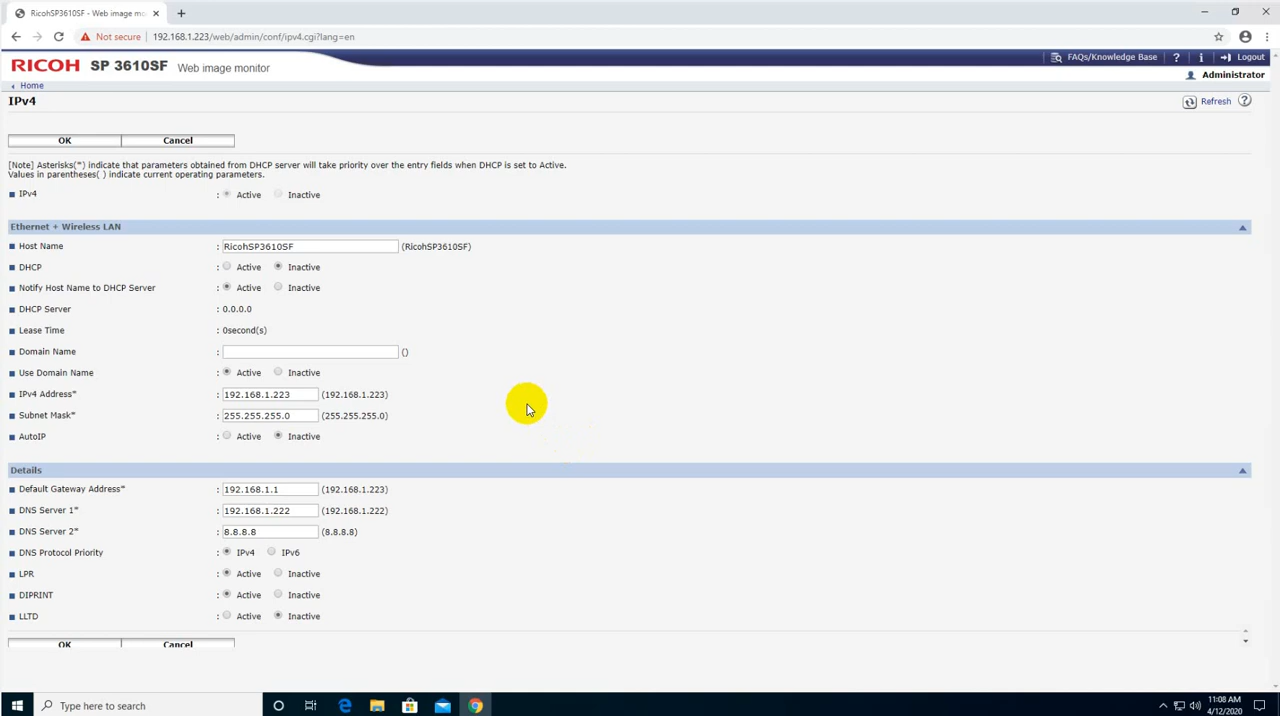 RicohSP3610SF - Web image mo
Not secure 192.168.1.223/web/admin/conf/ipv4.cgi?lang=en
RICOH SP 3610SF Web image monitor
FAQs/Knowledge Base ? i Logout
Administrator
Home
IPv4
Refresh ?
OK Cancel
[Note] Asterisks(*) indicate that parameters obtained from DHCP server will take priority over the entry fields when DHCP is set to Active.
Values in parentheses( ) indicate current operating parameters.
IPv4 : Active Inactive
Ethernet + Wireless LAN
Host Name : RicohSP3610SF (RicohSP3610SF)
DHCP : Active Inactive
Notify Host Name to DHCP Server : Active Inactive
DHCP Server : 0.0.0.0
Lease Time : 0second(s)
Domain Name : ()
Use Domain Name : Active Inactive
IPv4 Address* : 192.168.1.223 (192.168.1.223)
Subnet Mask* : 255.255.255.0 (255.255.255.0)
AutoIP : Active Inactive
Details
Default Gateway Address* : 192.168.1.1 (192.168.1.223)
DNS Server 1* : 192.168.1.222 (192.168.1.222)
DNS Server 2* : 8.8.8.8 (8.8.8.8)
DNS Protocol Priority : IPv4 IPv6
LPR : Active Inactive
DIPRINT : Active Inactive
LLTD : Active Inactive
OK Cancel
Type here to search
11:08 AM
4/12/2020